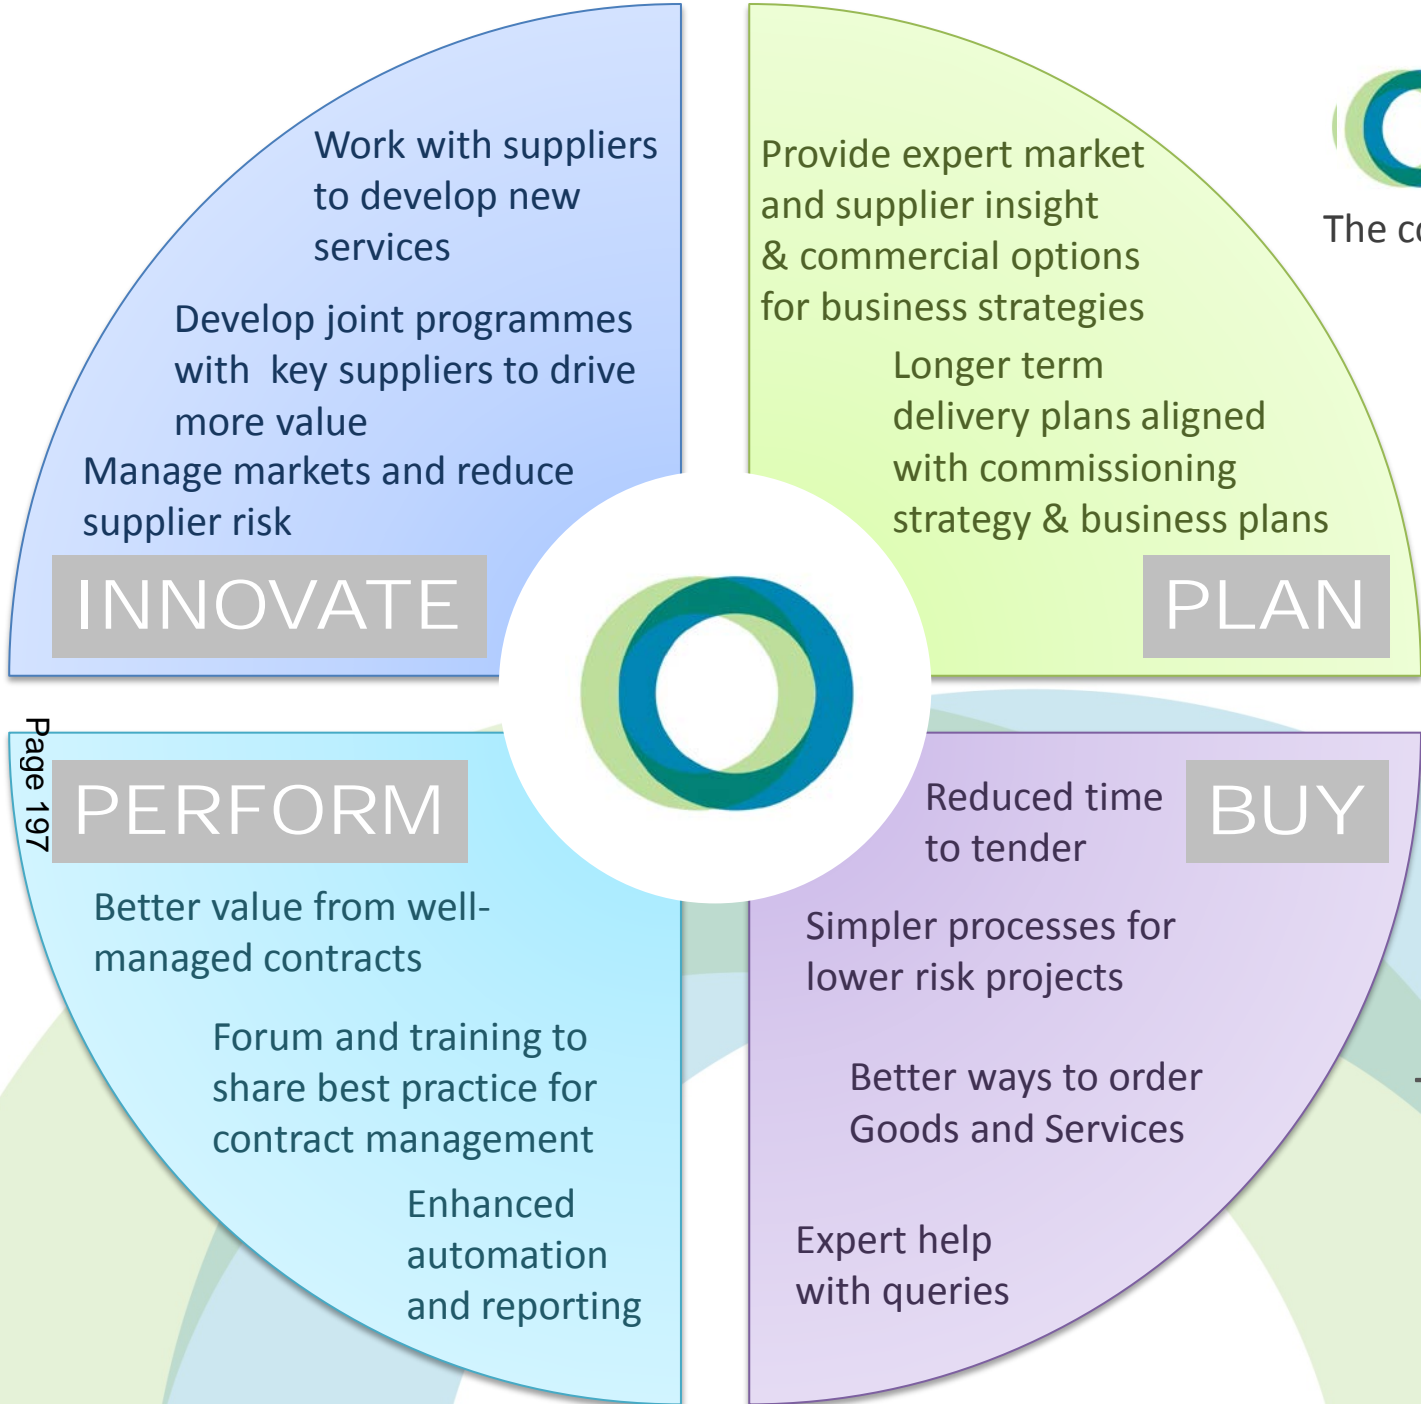 Work with suppliers
to develop new
services
Develop joint programmes
with key suppliers to drive
more value
Manage markets and reduce
supplier risk
INNOVATE
Provide expert market
and supplier insight
& commercial options
for business strategies
Longer term
delivery plans aligned
with commissioning
strategy & business plans
PLAN
The
Page 197
PERFORM
Better value from well-
managed contracts
Forum and training to
share best practice for
contract management
Enhanced
automation
and reporting
BUY
Reduced time
to tender
Simpler processes for
lower risk projects
Better ways to order
Goods and Services
Expert help
with queries